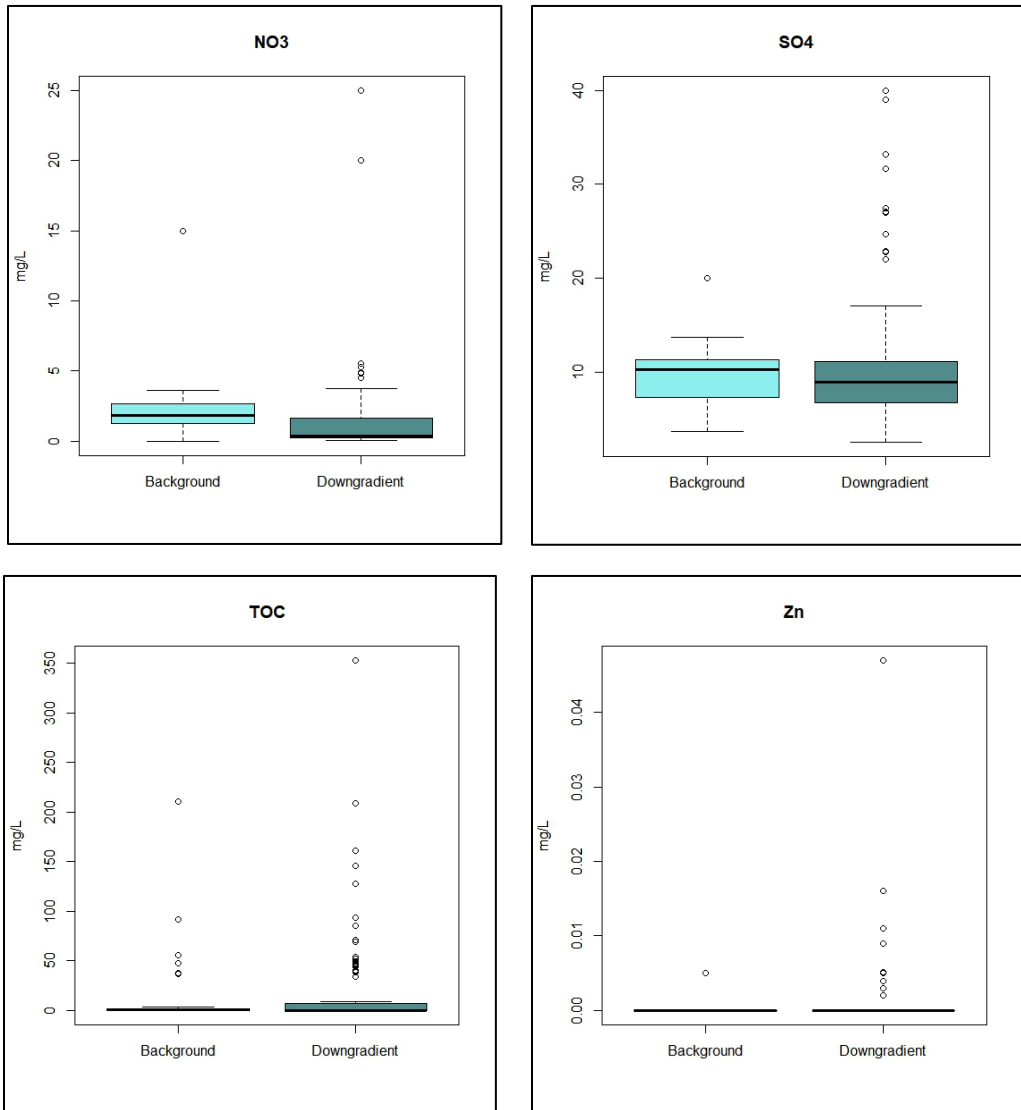 NO3
25
20
15
10
5
0
mg/L
Background
Downgradient
SO4
40
30
20
10
mg/L
Background
Downgradient
TOC
350
300
250
200
150
100
50
0
mg/L
Background
Downgradient
Zn
0.04
0.03
0.02
0.01
0.00
mg/L
Background
Downgradient